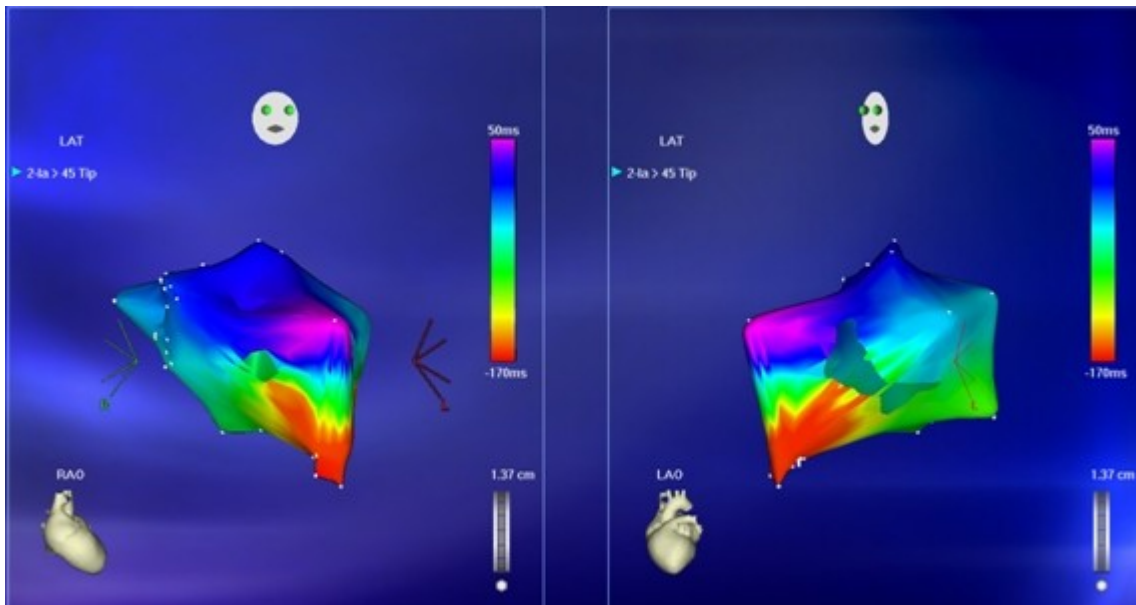 LAT
2-la > 45 Tip
50ms
-170ms
RAO
1.37 cm
LAT
2-la > 45 Tip
50ms
-170ms
LAO
1.37 cm